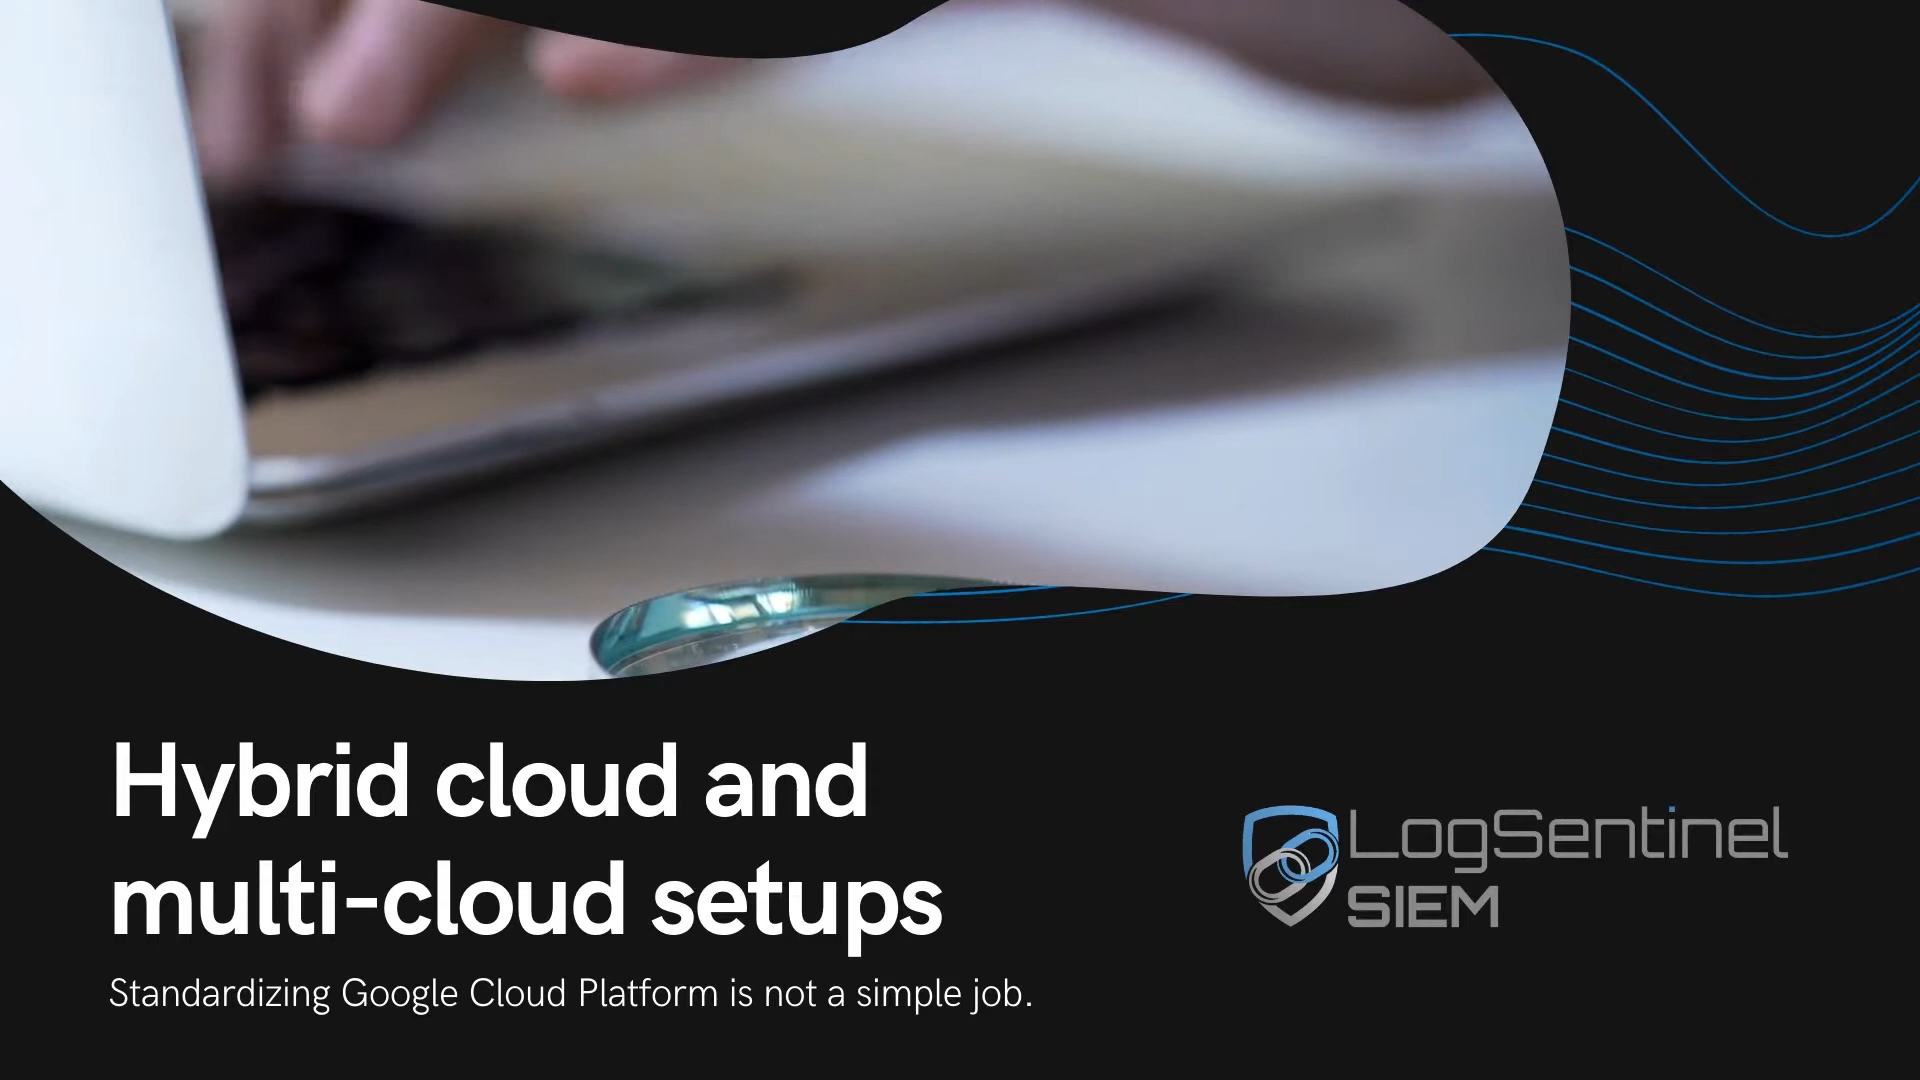 Hybrid cloud and
multi-cloud setups
Standardizing Google Cloud Platform is not a simple job.
LogSentinel
SIEM